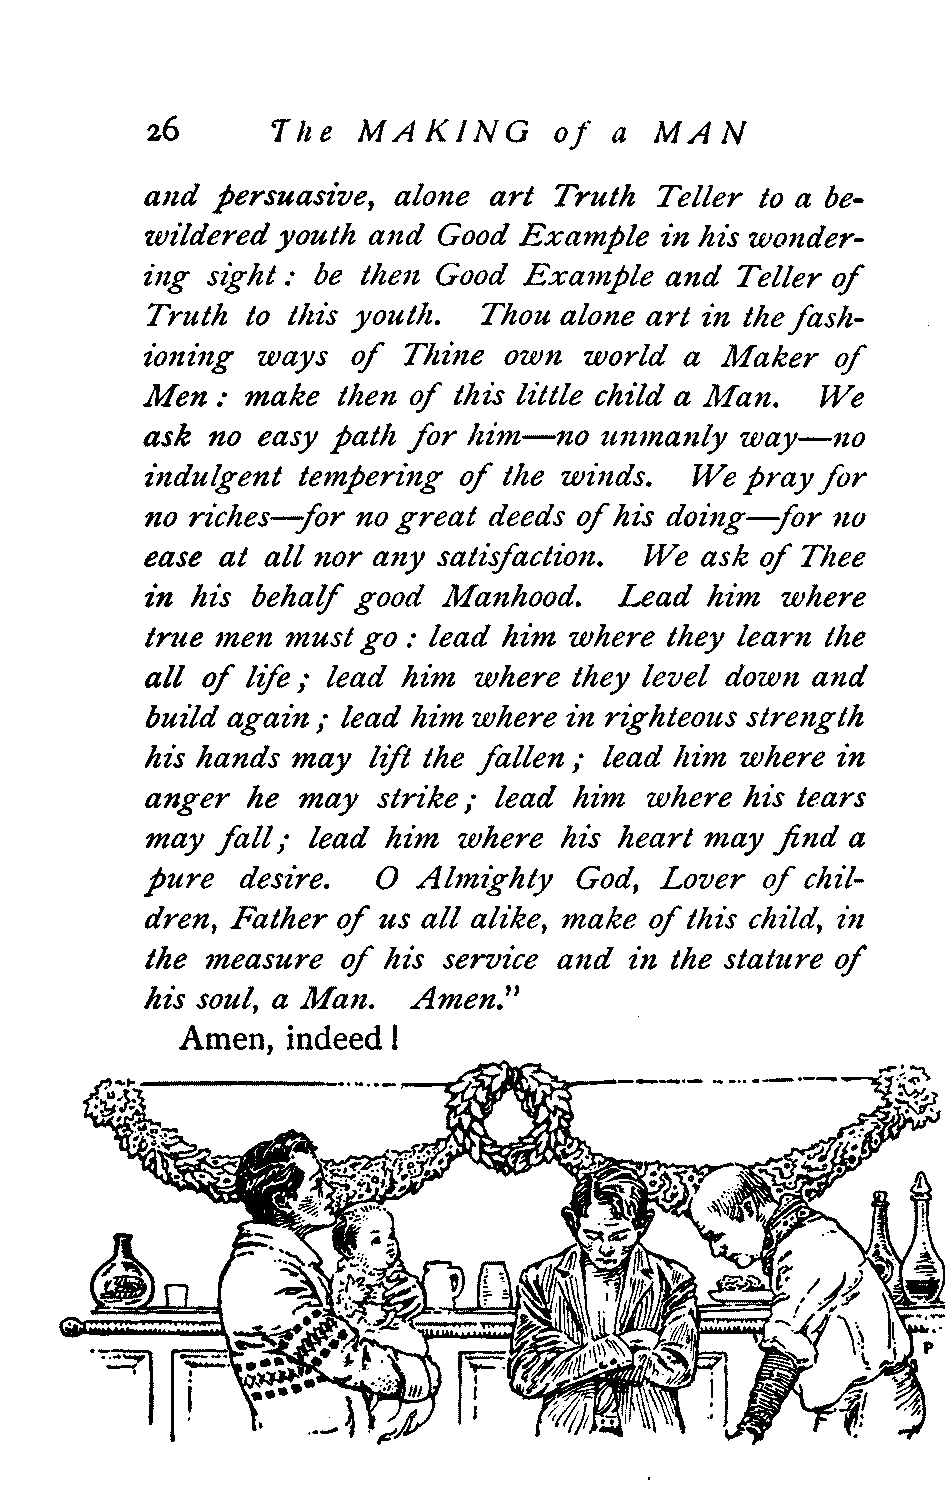 26 The MAKING of a MAN
and persuasive, alone art Truth Teller to a be-
wildered youth and Good Example in his wonder-
ing sight: be then Good Example and Teller of
Truth to this youth. Thou alone art in the fash-
ioning ways of Thine own world a Maker of
Men: make then of this little child a Man. We
ask no easy path for him—no unmanly way—no
indulgent tempering of the winds. We pray for
no riches—for no great deeds of his doing—for no
ease at all nor any satisfaction. We ask of Thee
in his behalf good Manhood. Lead him where
true men must go: lead him where they learn the
all of life; lead him where they level down and
build again; lead him where in righteous strength
his hands may lift the fallen; lead him where in
anger he may strike; lead him where his tears
may fall; lead him where his heart may find a
pure desire. O Almighty God, Lover of chil-
dren, Father of us all alike, make of this child, in
the measure of his service and in the stature of
his soul, a Man. Amen."
Amen, indeed!
P